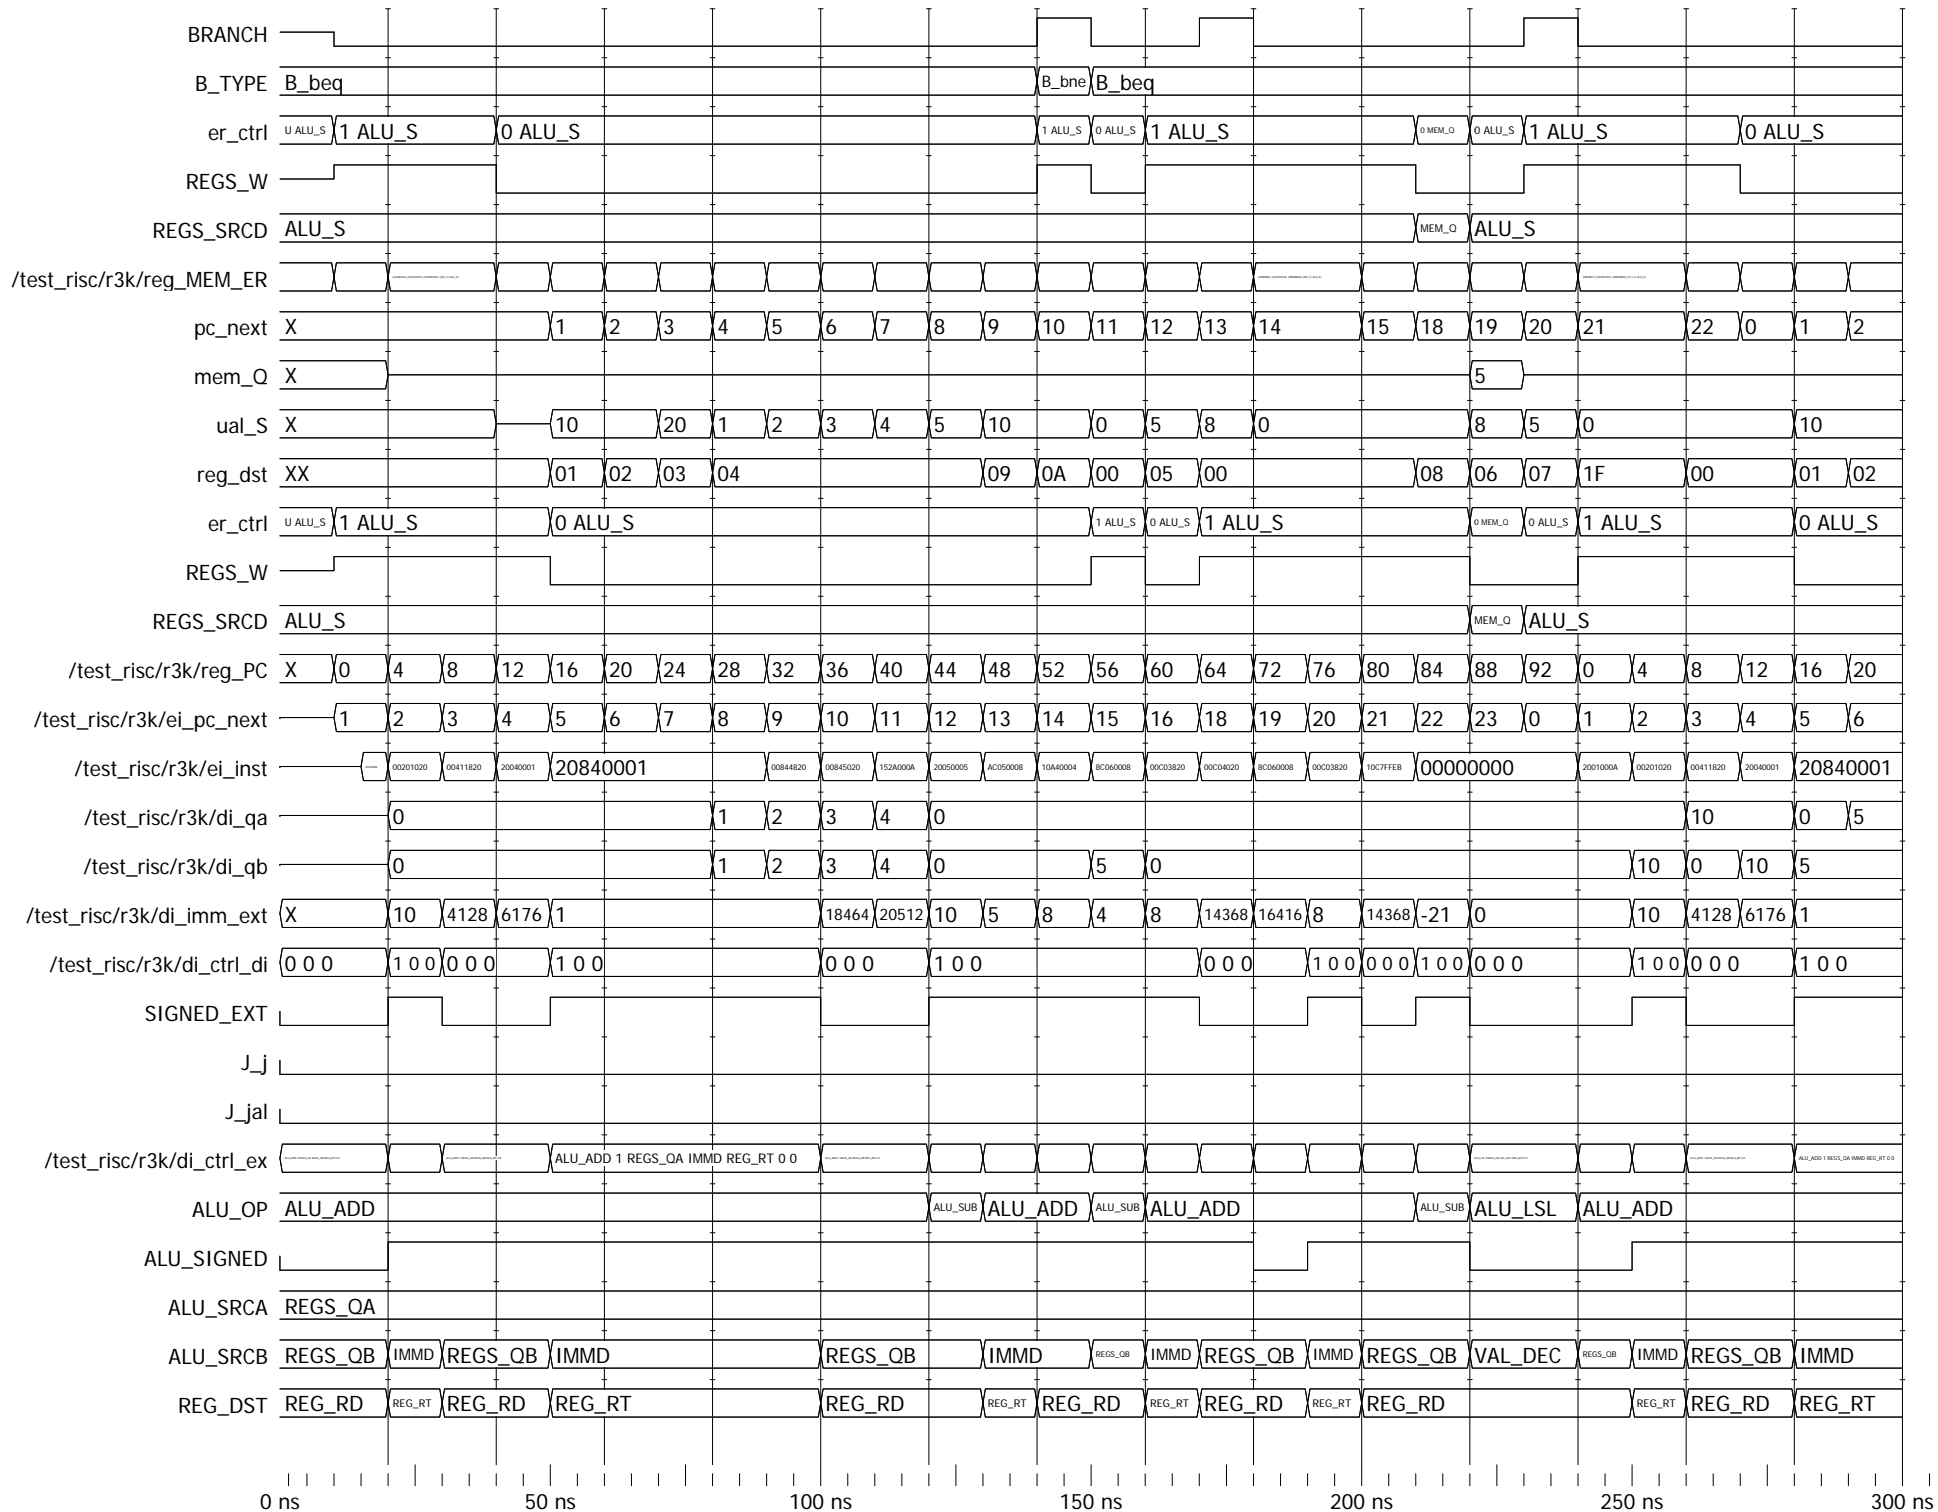 BRANCH
B_TYPE B_beq B_bne B_beq
er_ctrl U ALU_S 1 ALU_S 0 ALU_S 1 ALU_S 0 ALU_S 1 ALU_S 0 MEM_Q 0 ALU_S 1 ALU_S 0 ALU_S
REGS_W
REGS_SRCD ALU_S MEM_Q ALU_S
/test_risc/r3k/reg_MEM_ER
pc_next X 1 2 3 4 5 6 7 8 9 10 11 12 13 14 15 18 19 20 21 22 0 1 2
mem_Q X 5
ual_S X 10 20 1 2 3 4 5 10 0 5 8 0 8 5 0 10
reg_dst XX 01 02 03 04 09 0A 00 05 00 08 06 07 1F 00 01 02
er_ctrl U ALU_S 1 ALU_S 0 ALU_S 1 ALU_S 0 ALU_S 1 ALU_S 0 MEM_Q 0 ALU_S 1 ALU_S 0 ALU_S
REGS_W
REGS_SRCD ALU_S MEM_Q ALU_S
/test_risc/r3k/reg_PC X 0 4 8 12 16 20 24 28 32 36 40 44 48 52 56 60 64 72 76 80 84 88 92 0 4 8 12 16 20
/test_risc/r3k/ei_pc_next 1 2 3 4 5 6 7 8 9 10 11 12 13 14 15 16 18 19 20 21 22 23 0 1 2 3 4 5 6
/test_risc/r3k/ei_inst 00201020 00411820 20040001 20840001 00844820 00845020 152A000A 20050005 AC050008 10A40004 8C060008 00C03820 00C04020 8C060008 00C03820 10C7FFEB 00000000 2001000A 00201020 00411820 20040001 20840001
/test_risc/r3k/di_qa 0 1 2 3 4 0 10 0 5
/test_risc/r3k/di_qb 0 1 2 3 4 0 5 0 10 0 10 5
/test_risc/r3k/di_imm_ext X 10 4128 6176 1 18464 20512 10 5 8 4 8 14368 16416 8 14368 -21 0 10 4128 6176 1
/test_risc/r3k/di_ctrl_di 0 0 0 1 0 0 0 0 0 1 0 0 0 0 0 1 0 0 0 0 0 1 0 0 0 0 0 1 0 0 0 0 0 1 0 0 0 0 0 1 0 0
SIGNED_EXT
J_j
J_jal
/test_risc/r3k/di_ctrl_ex ALU_ADD 1 REGS_QA IMMD REG_RT 0 0 ALU_ADD 1 REGS_QA IMMD REG_RT 0 0
ALU_OP ALU_ADD ALU_SUB ALU_ADD ALU_SUB ALU_ADD ALU_SUB ALU_LSL ALU_ADD
ALU_SIGNED
ALU_SRCA REGS_QA
ALU_SRCB REGS_QB IMMD REGS_QB IMMD REGS_QB IMMD REGS_QB IMMD REGS_QB IMMD REGS_QB VAL_DEC REGS_QB IMMD REGS_QB IMMD
REG_DST REG_RD REG_RT REG_RD REG_RT REG_RD REG_RT REG_RD REG_RT REG_RD REG_RT REG_RD REG_RT REG_RD REG_RT
0 ns 50 ns 100 ns 150 ns 200 ns 250 ns 300 ns